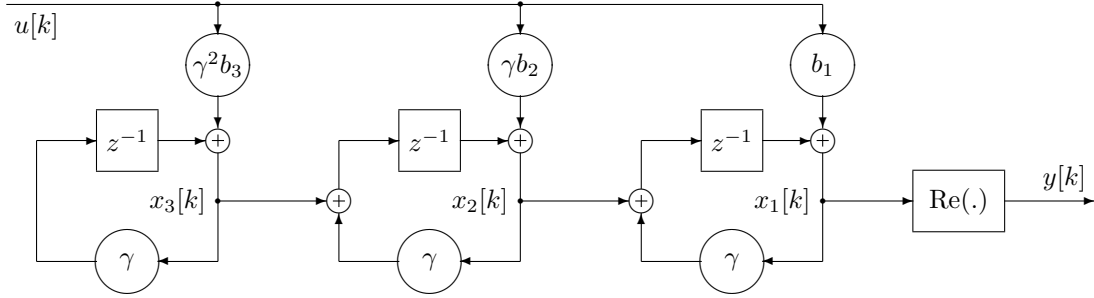 u[k]
γ²b₃ γb₂ b₁
z⁻¹ + z⁻¹ + z⁻¹ +
x₃[k] + x₂[k] + x₁[k] Re(.) y[k]
γ γ γ